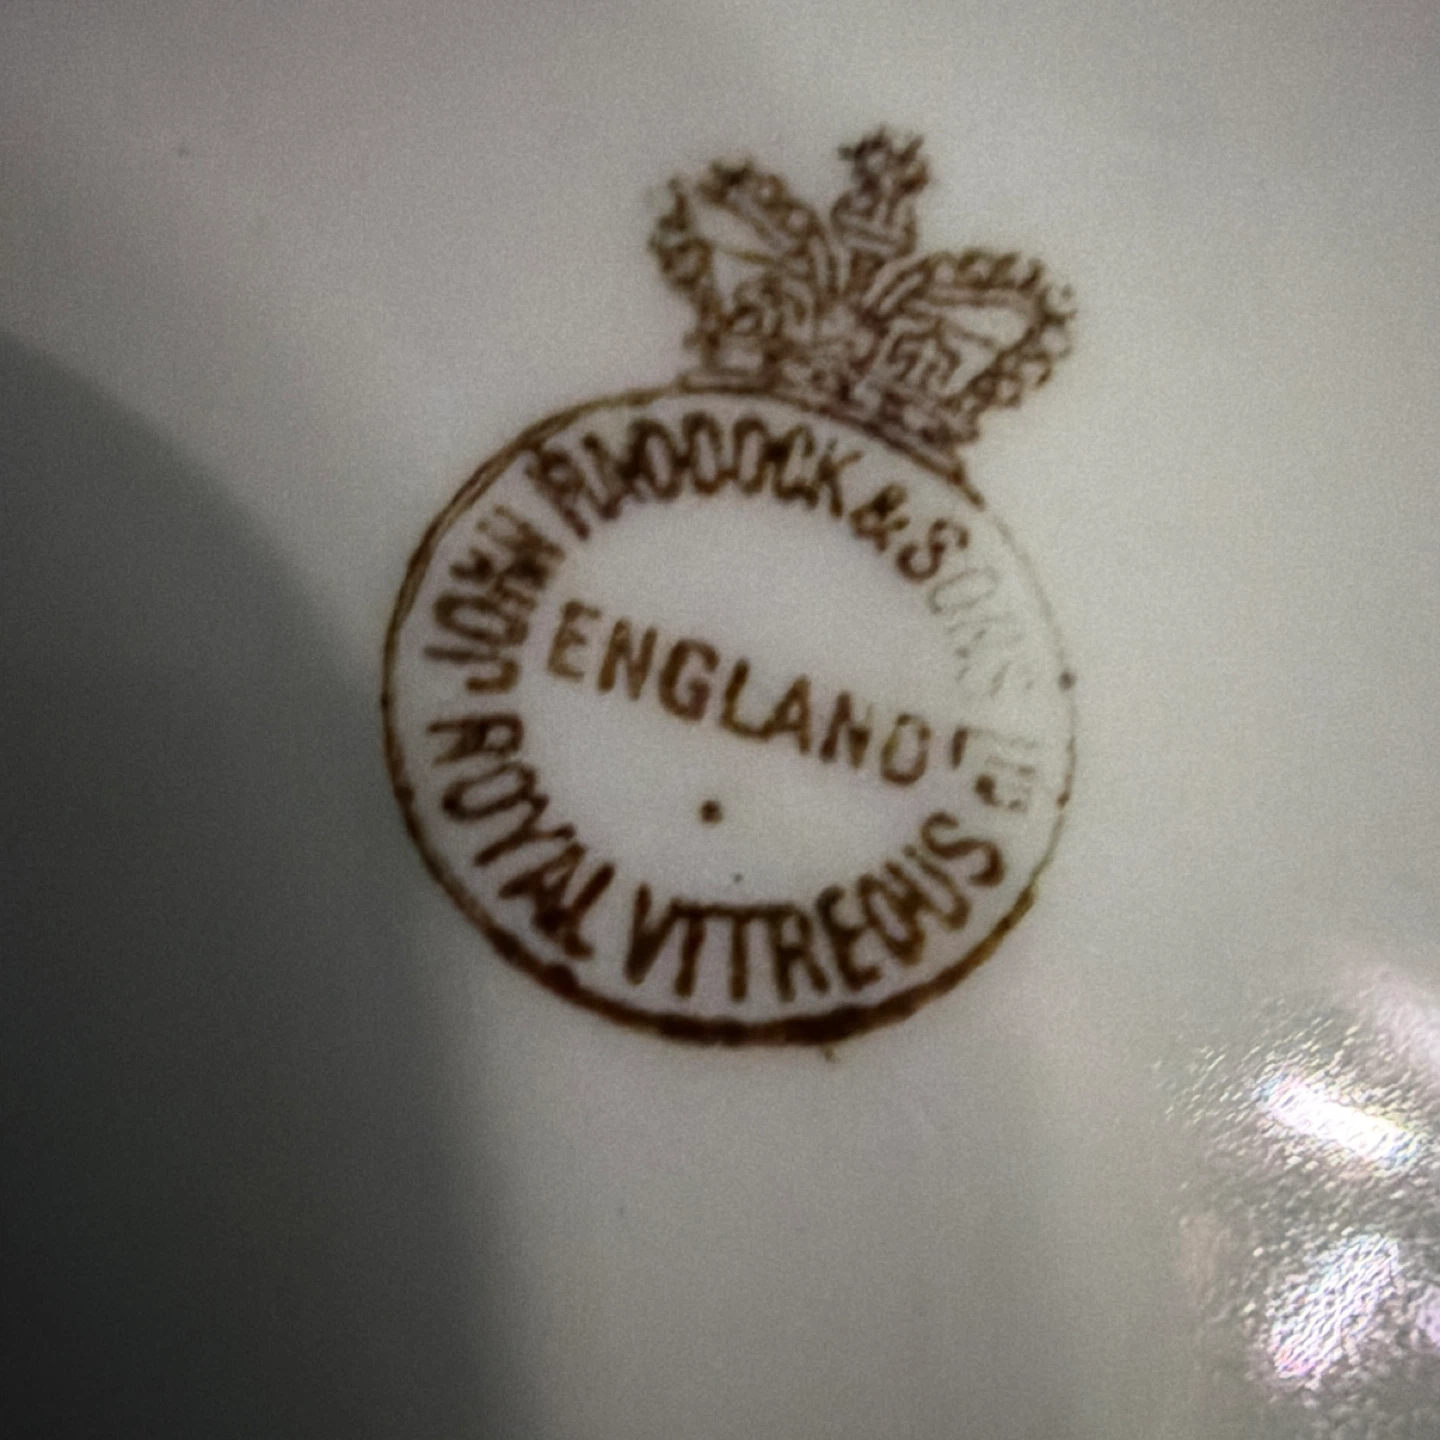 JOHN MADDOCK & SONS LTD
ENGLAND
ROYAL VITREOUS